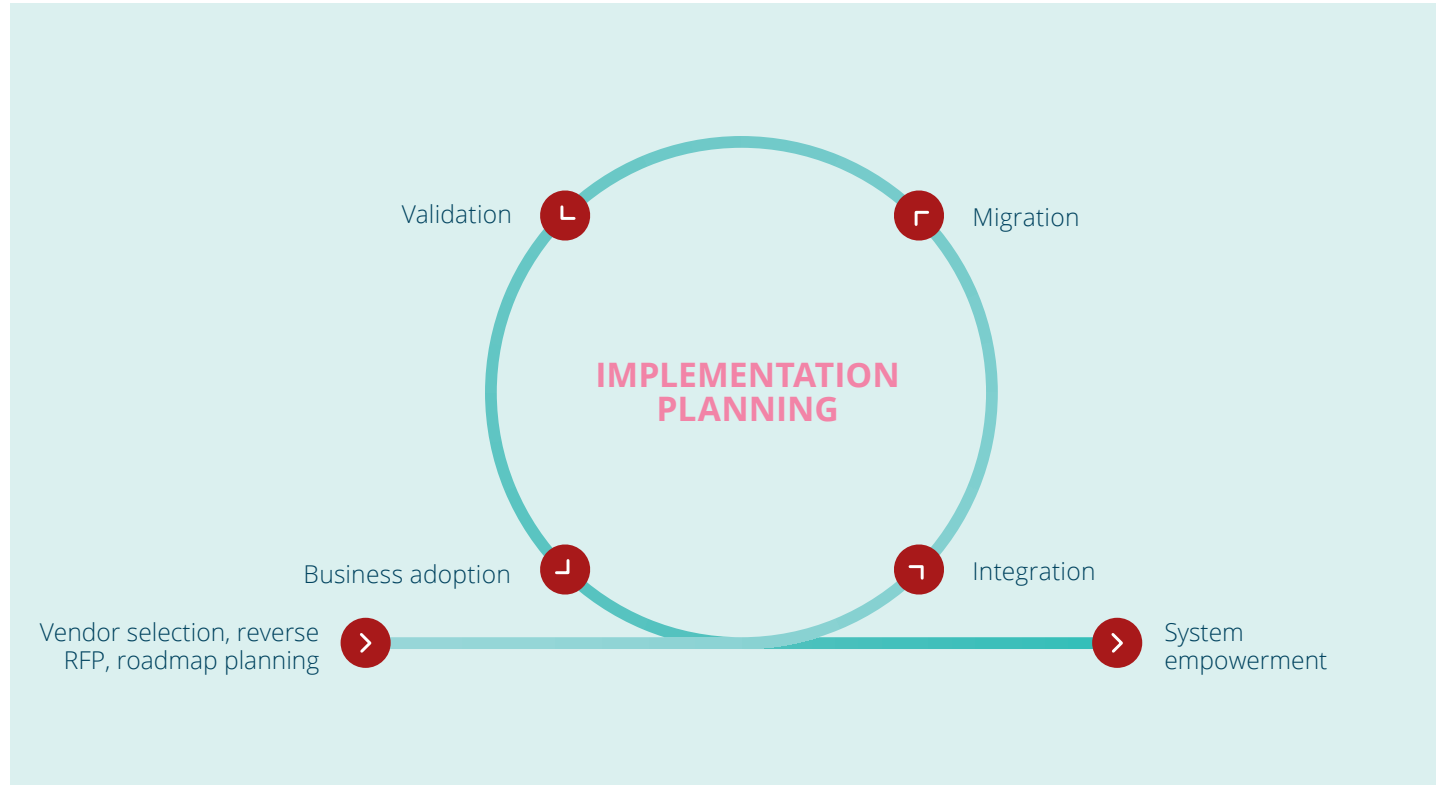 Validation
Migration
IMPLEMENTATION
PLANNING
Business adoption
Integration
Vendor selection, reverse
RFP, roadmap planning
System
empowerment